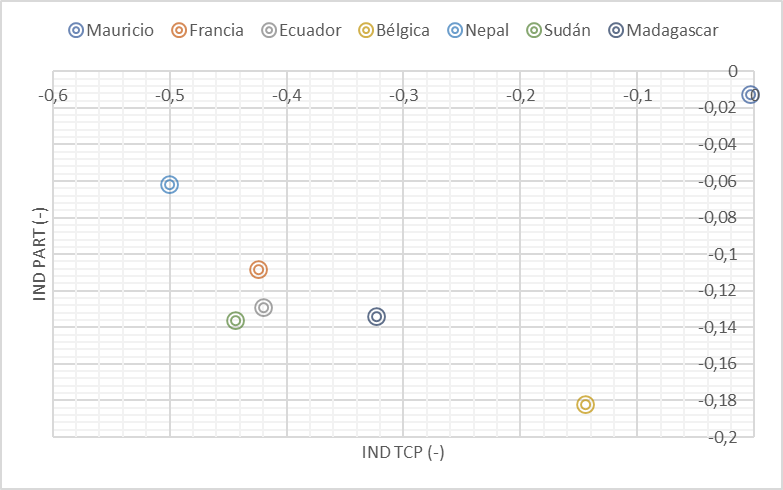 Mauricio Francia Ecuador Bélgica Nepal Sudán Madagascar
0
-0,6 -0,5 -0,4 -0,3 -0,2 -0,1 0
-0,02
-0,04
-0,06
-0,08
-0,1
-0,12
-0,14
-0,16
-0,18
-0,2
IND PART (-)
IND TCP (-)